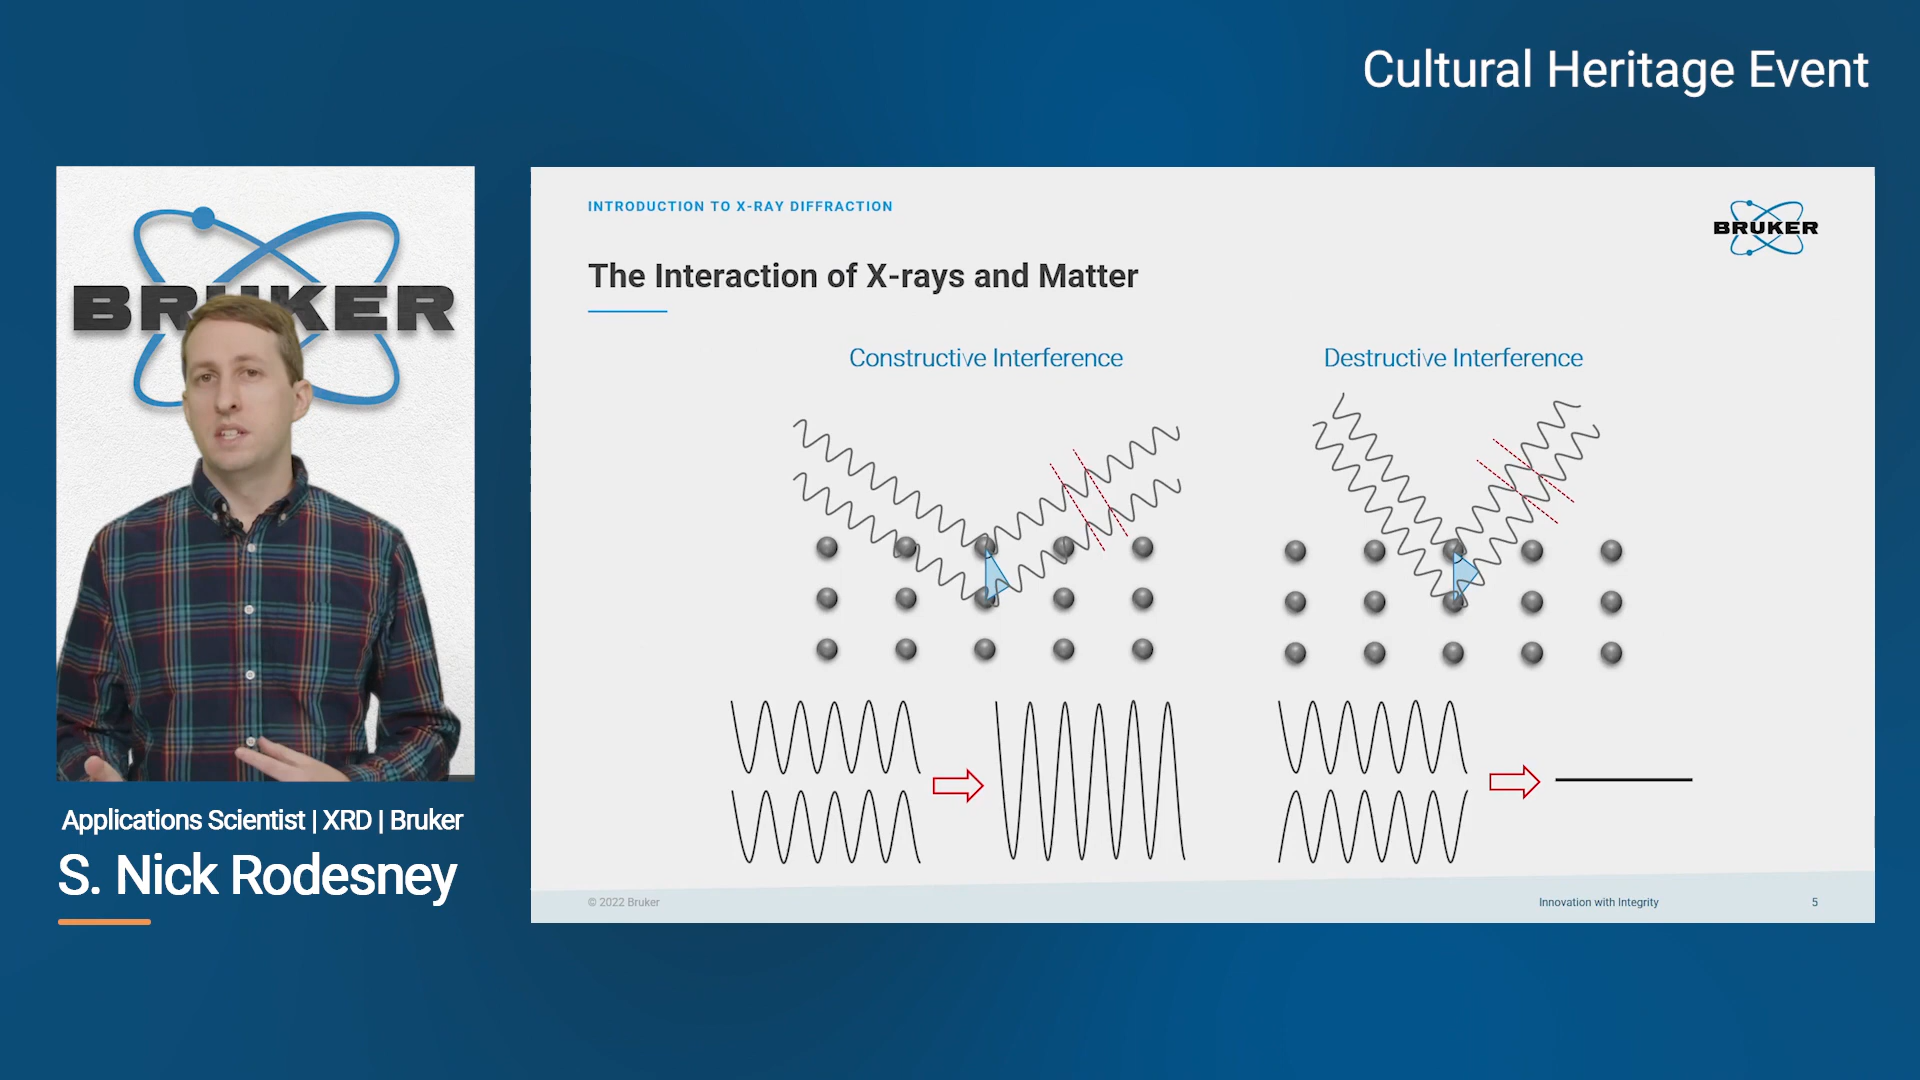 Cultural Heritage Event
BRUKER
Applications Scientist | XRD | Bruker
S. Nick Rodesney
INTRODUCTION TO X-RAY DIFFRACTION
BRUKER
The Interaction of X-rays and Matter
Constructive Interference
Destructive Interference
© 2022 Bruker
Innovation with Integrity
5